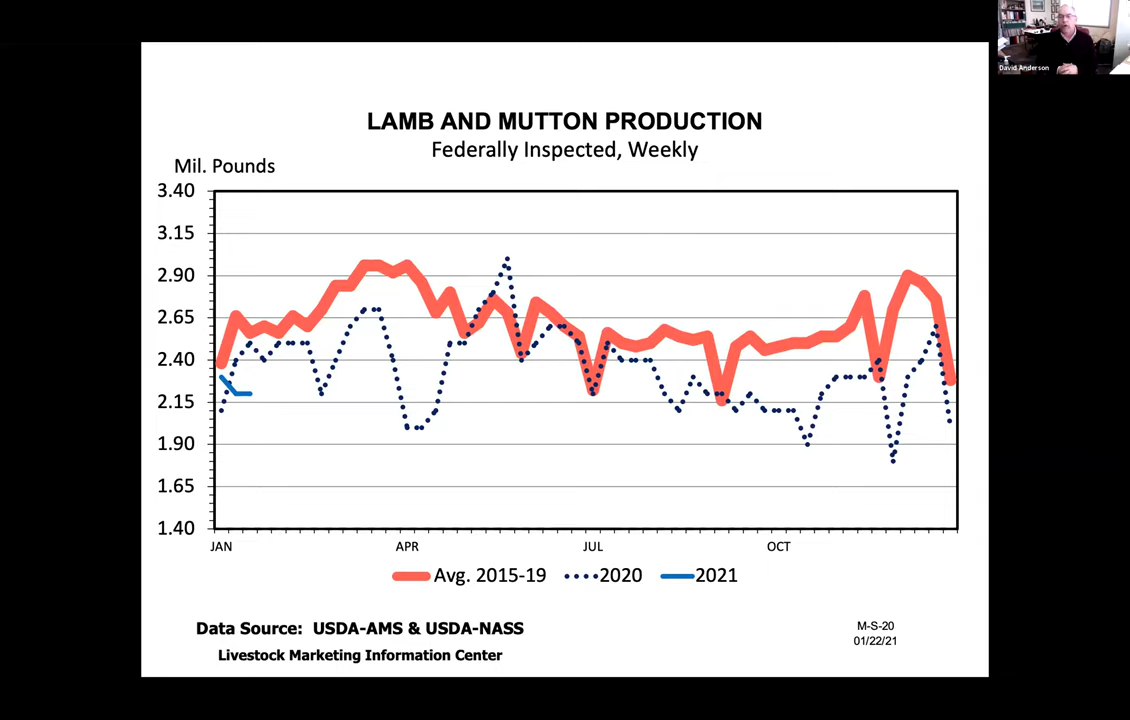 David Anderson
LAMB AND MUTTON PRODUCTION
Federally Inspected, Weekly
Mil. Pounds
3.40
3.15
2.90
2.65
2.40
2.15
1.90
1.65
1.40
JAN APR JUL OCT
Avg. 2015-19 2020 2021
Data Source: USDA-AMS & USDA-NASS
Livestock Marketing Information Center
M-S-20
01/22/21